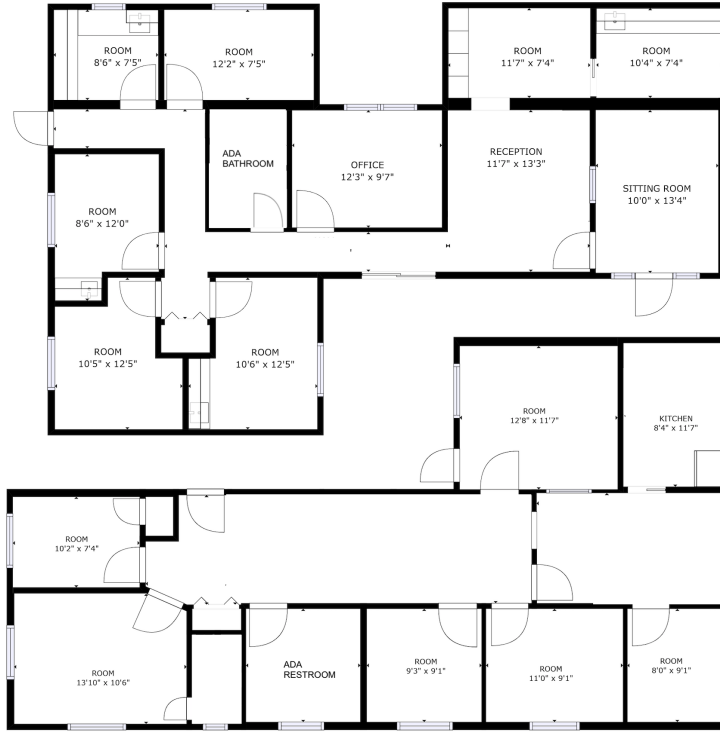 ROOM
8'6" x 7'5"
ROOM
12'2" x 7'5"
ROOM
11'7" x 7'4"
ROOM
10'4" x 7'4"
ADA
BATHROOM
OFFICE
12'3" x 9'7"
RECEPTION
11'7" x 13'3"
SITTING ROOM
10'0" x 13'4"
ROOM
8'6" x 12'0"
ROOM
10'5" x 12'5"
ROOM
10'6" x 12'5"
ROOM
12'8" x 11'7"
KITCHEN
8'4" x 11'7"
ROOM
10'2" x 7'4"
ROOM
13'10" x 10'6"
ADA
RESTROOM
ROOM
9'3" x 9'1"
ROOM
11'0" x 9'1"
ROOM
8'0" x 9'1"